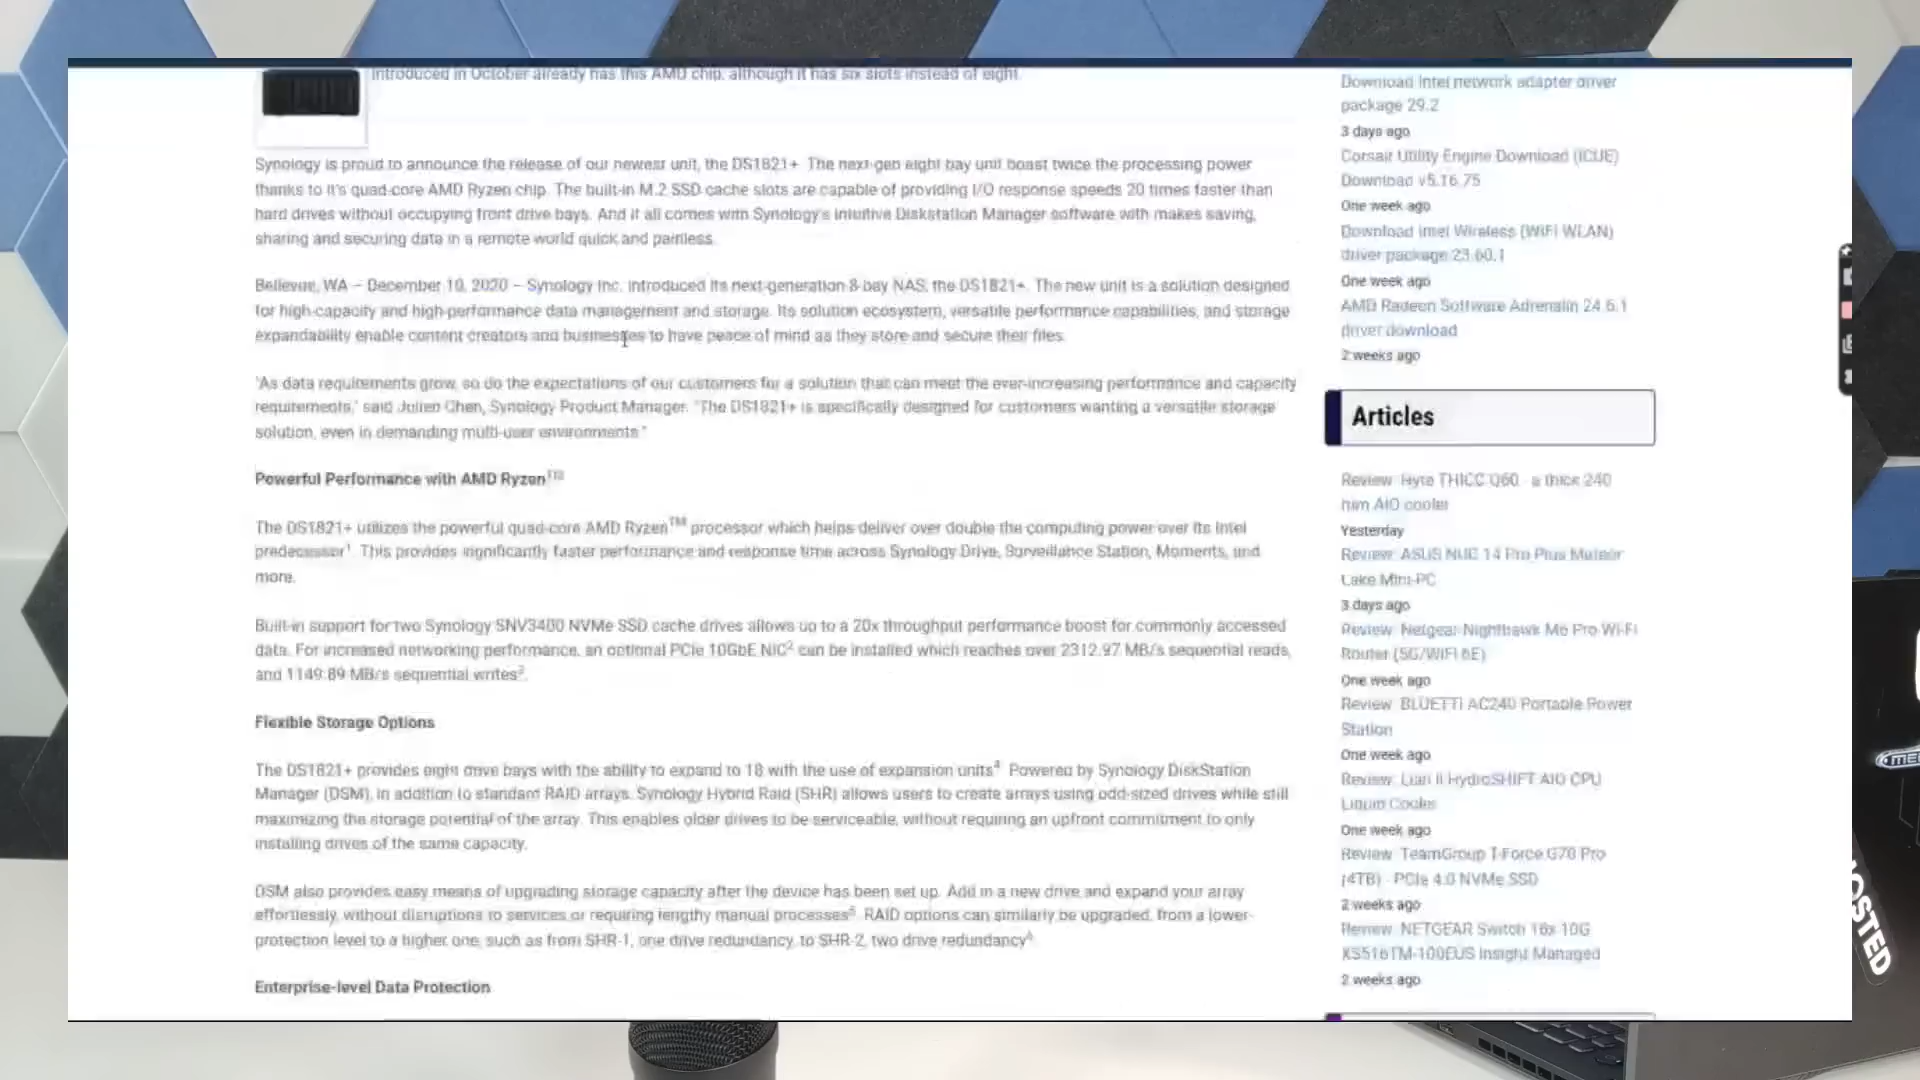 Introduced in October already has this AMD chip, although it has six slots instead of eight.
Synology is proud to announce the release of our newest unit, the DS1821+ The next-gen eight bay unit boast twice the processing power
thanks to it's quad-core AMD Ryzen chip. The built-in M.2 SSD cache slots are capable of providing I/O response speeds 20 times faster than
hard drives without occupying front drive bays. And it all comes with Synology's intuitive Diskstation Manager software with makes saving,
sharing and securing data in a remote world quick and painless.
Bellevue, WA – December 10, 2020 – Synology Inc. introduced its next-generation 8-bay NAS, the DS1821+. The new unit is a solution designed
for high-capacity and high-performance data management and storage. Its solution ecosystem, versatile performance capabilities, and storage
expandability enable content creators and businesses to have peace of mind as they store and secure their files.
"As data requirements grow, so do the expectations of our customers for a solution that can meet the ever-increasing performance and capacity
requirements," said Julien Chen, Synology Product Manager. "The DS1821+ is specifically designed for customers wanting a versatile storage
solution, even in demanding multi-user environments."
Powerful Performance with AMD Ryzen™
The DS1821+ utilizes the powerful quad-core AMD Ryzen™ processor which helps deliver over double the computing power over its Intel
predecessor¹. This provides significantly faster performance and response time across Synology Drive, Surveillance Station, Moments, and
more.
Built-in support for two Synology SNV3400 NVMe SSD cache drives allows up to a 20x throughput performance boost for commonly accessed
data. For increased networking performance, an optional PCIe 10GbE NIC² can be installed which reaches over 2312.97 MB/s sequential reads,
and 1149.89 MB/s sequential writes³.
Flexible Storage Options
The DS1821+ provides eight drive bays with the ability to expand to 18 with the use of expansion units⁴. Powered by Synology DiskStation
Manager (DSM), in addition to standard RAID arrays. Synology Hybrid Raid (SHR) allows users to create arrays using odd-sized drives while still
maximizing the storage potential of the array. This enables older drives to be serviceable, without requiring an upfront commitment to only
installing drives of the same capacity.
DSM also provides easy means of upgrading storage capacity after the device has been set up. Add in a new drive and expand your array
effortlessly, without disruptions to services or requiring lengthy manual processes⁵. RAID options can similarly be upgraded, from a lower-
protection level to a higher one, such as from SHR-1, one drive redundancy, to SHR-2, two drive redundancy⁶.
Enterprise-level Data Protection
Download Intel network adapter driver
package 29.2
3 days ago
Corsair Utility Engine Download (iCUE)
Download v5.16.75
One week ago
Download Intel Wireless (WiFi WLAN)
driver package 23.60.1
One week ago
AMD Radeon Software Adrenalin 24.6.1
driver download
2 weeks ago
Articles
Review: Hyte THICC Q60 - a thick 240
mm AIO cooler
Yesterday
Review: ASUS NUC 14 Pro Plus Meteor
Lake Mini-PC
3 days ago
Review: Netgear Nighthawk M6 Pro Wi-Fi
Router (5G/WiFi 6E)
One week ago
Review: BLUETTI AC240 Portable Power
Station
One week ago
Review: Lian li HydroSHIFT AIO CPU
Liquid Cooler
One week ago
Review: TeamGroup T-Force G70 Pro
(4TB) - PCIe 4.0 NVMe SSD
2 weeks ago
Review: NETGEAR Switch 16x 10G
XS516TM-100EUS Insight Managed
2 weeks ago